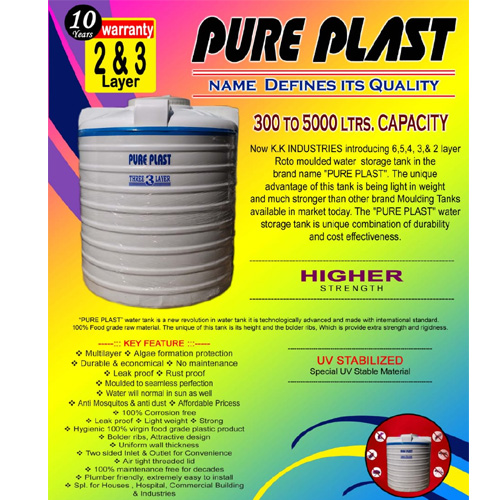 10 Years warranty
2 & 3
Layer
PURE PLAST
NAME DEFINES ITS QUALITY
300 TO 5000 LTRS. CAPACITY
Now K.K INDUSTRIES introducing 6,5,4, 3,& 2 layer
Roto moulded water storage tank in the
brand name "PURE PLAST". The unique
advantage of this tank is being light in weight
and much stronger than other brand Moulding Tanks
available in market today. The "PURE PLAST" water
storage tank is unique combination of durability
and cost effectiveness.
PURE PLAST
THREE 3 LAYER
HIGHER
STRENGTH
"PURE PLAST" water tank is a new revolution in water tank it is technologically advanced and made with international standard.
100% Food grade raw material. The unique of this tank is its height and the bolder ribs, Which is provide extra strength and rigidness.
-----::: KEY FEATURE :::-----
❖ Multilayer ❖ Algae formation protection
❖ Durable & economical ❖ No maintenance
❖ Leak proof ❖ Rust proof
❖ Moulded to seamless perfection
❖ Water will normal in sun as well
❖ Anti Mosquitos & anti dust ❖ Affordable Pricess
❖ 100% Corrosion free
❖ Leak proof ❖ Light weight ❖ Strong
❖ Hygienic 100% virgin food grade plastic product
❖ Bolder ribs, Attractive design
❖ Uniform wall thickness
❖ Two sided Inlet & Outlet for Convenience
❖ Air tight threaded lid
❖ 100% maintenance free for decades
❖ Plumber friendly, extremely easy to install
❖ Spl. for Houses , Hospital, Commercial Building
& Industries
UV STABILIZED
Special UV Stable Material